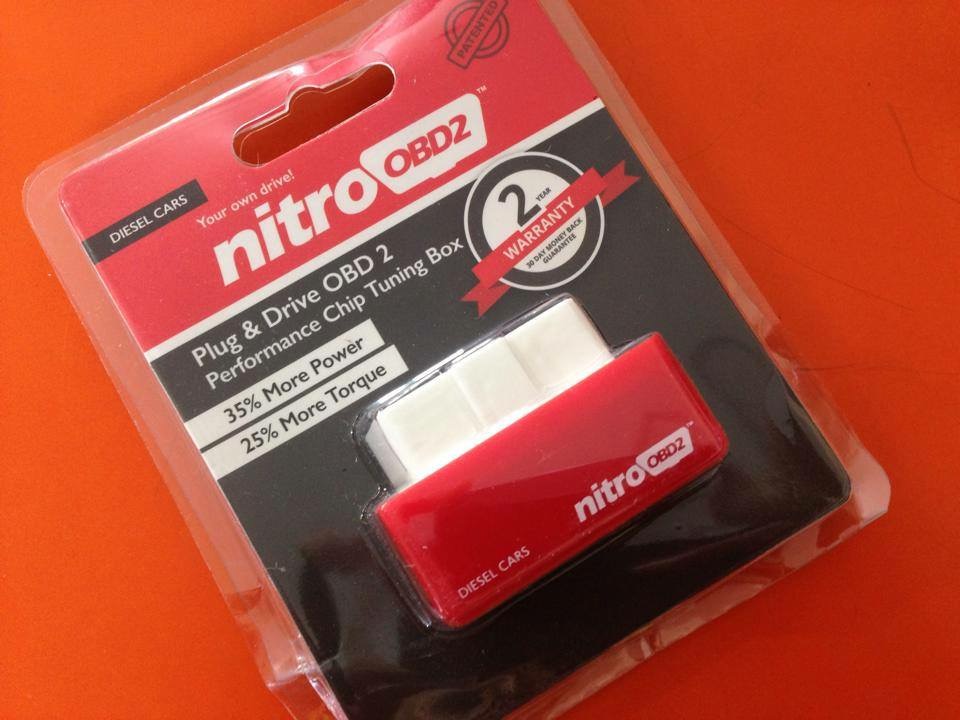 PATENTED
DIESEL CARS
Your own drive!
nitro OBD2™
Plug & Drive OBD 2
Performance Chip Tuning Box
35% More Power
25% More Torque
2 YEAR
WARRANTY
30 DAY MONEY BACK
GUARANTEE
nitro OBD2™
DIESEL CARS